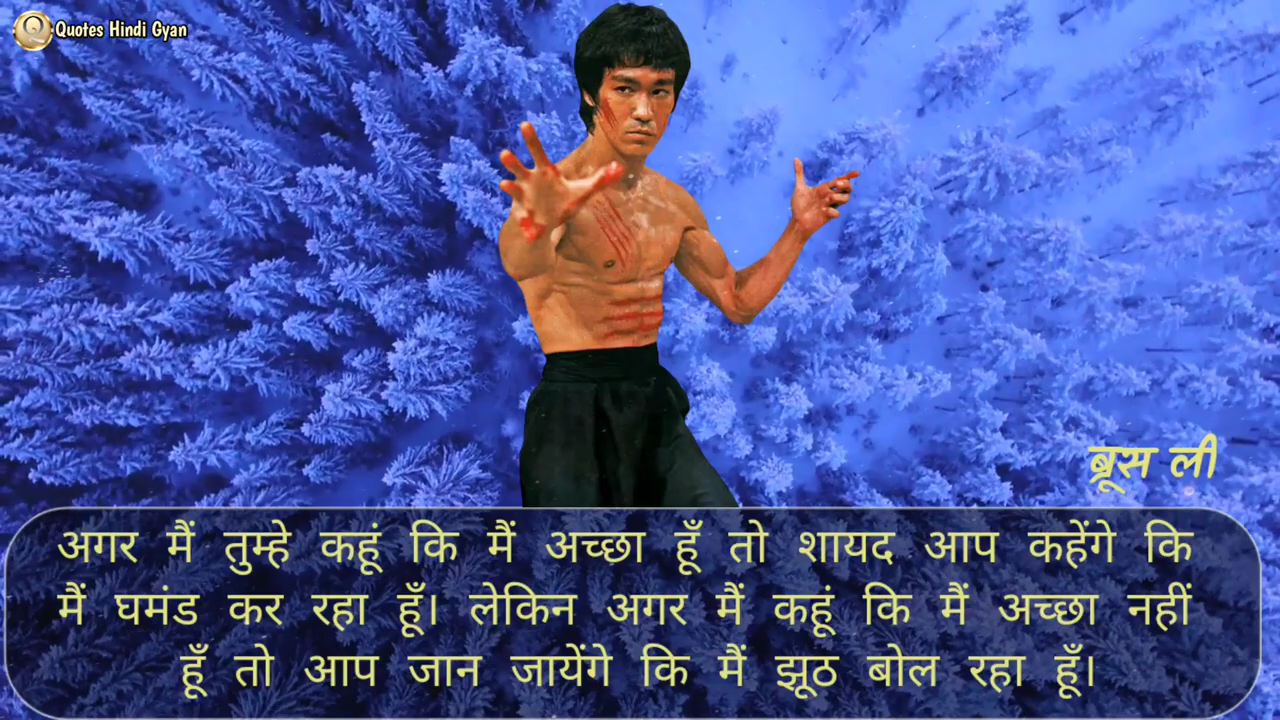 Quotes Hindi Gyan
ब्रूस ली
अगर मैं तुम्हे कहूं कि मैं अच्छा हूँ तो शायद आप कहेंगे कि
मैं घमंड कर रहा हूँ। लेकिन अगर मैं कहूं कि मैं अच्छा नहीं
हूँ तो आप जान जायेंगे कि मैं झूठ बोल रहा हूँ।